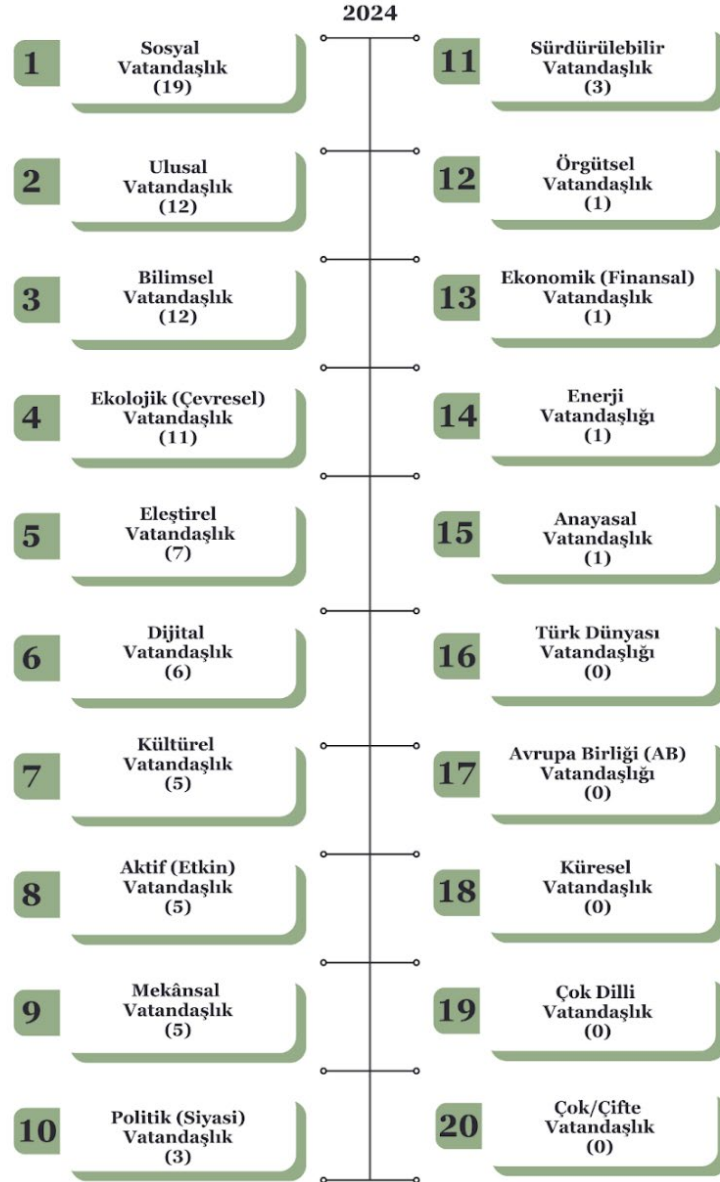 2024
1
Sosyal
Vatandaşlık
(19)
2
Ulusal
Vatandaşlık
(12)
3
Bilimsel
Vatandaşlık
(12)
4
Ekolojik (Çevresel)
Vatandaşlık
(11)
5
Eleştirel
Vatandaşlık
(7)
6
Dijital
Vatandaşlık
(6)
7
Kültürel
Vatandaşlık
(5)
8
Aktif (Etkin)
Vatandaşlık
(5)
9
Mekânsal
Vatandaşlık
(5)
10
Politik (Siyasi)
Vatandaşlık
(3)
11
Sürdürülebilir
Vatandaşlık
(3)
12
Örgütsel
Vatandaşlık
(1)
13
Ekonomik (Finansal)
Vatandaşlık
(1)
14
Enerji
Vatandaşlığı
(1)
15
Anayasal
Vatandaşlık
(1)
16
Türk Dünyası
Vatandaşlığı
(0)
17
Avrupa Birliği (AB)
Vatandaşlığı
(0)
18
Küresel
Vatandaşlık
(0)
19
Çok Dilli
Vatandaşlık
(0)
20
Çok/Çifte
Vatandaşlık
(0)